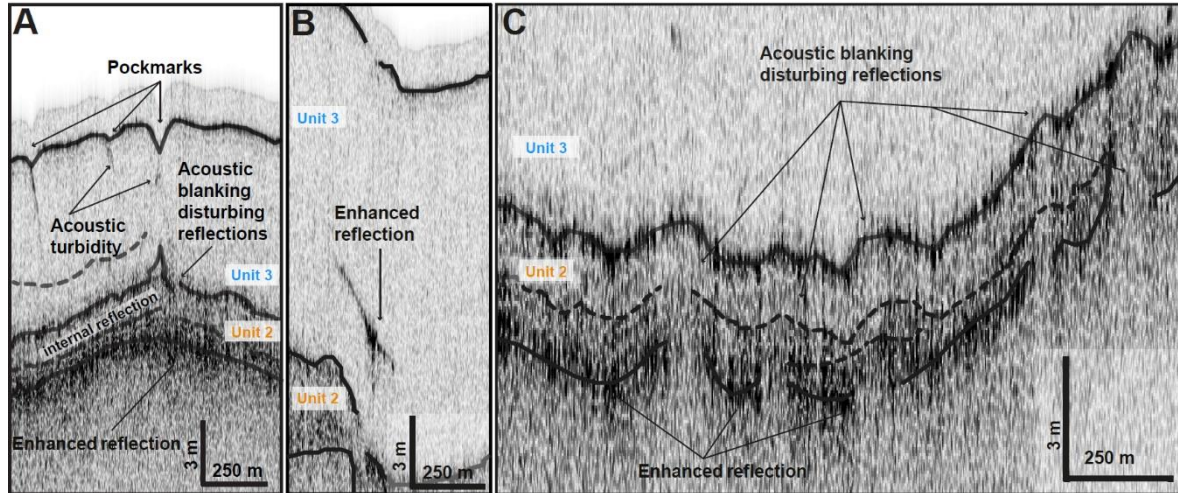 A
Pockmarks
Acoustic
turbidity
Acoustic
blanking
disturbing
reflections
Unit 3
internal reflection
Unit 2
Enhanced reflection
3 m
250 m
B
Unit 3
Enhanced
reflection
Unit 2
3 m
250 m
C
Acoustic blanking
disturbing reflections
Unit 3
Unit 2
Enhanced reflection
3 m
250 m